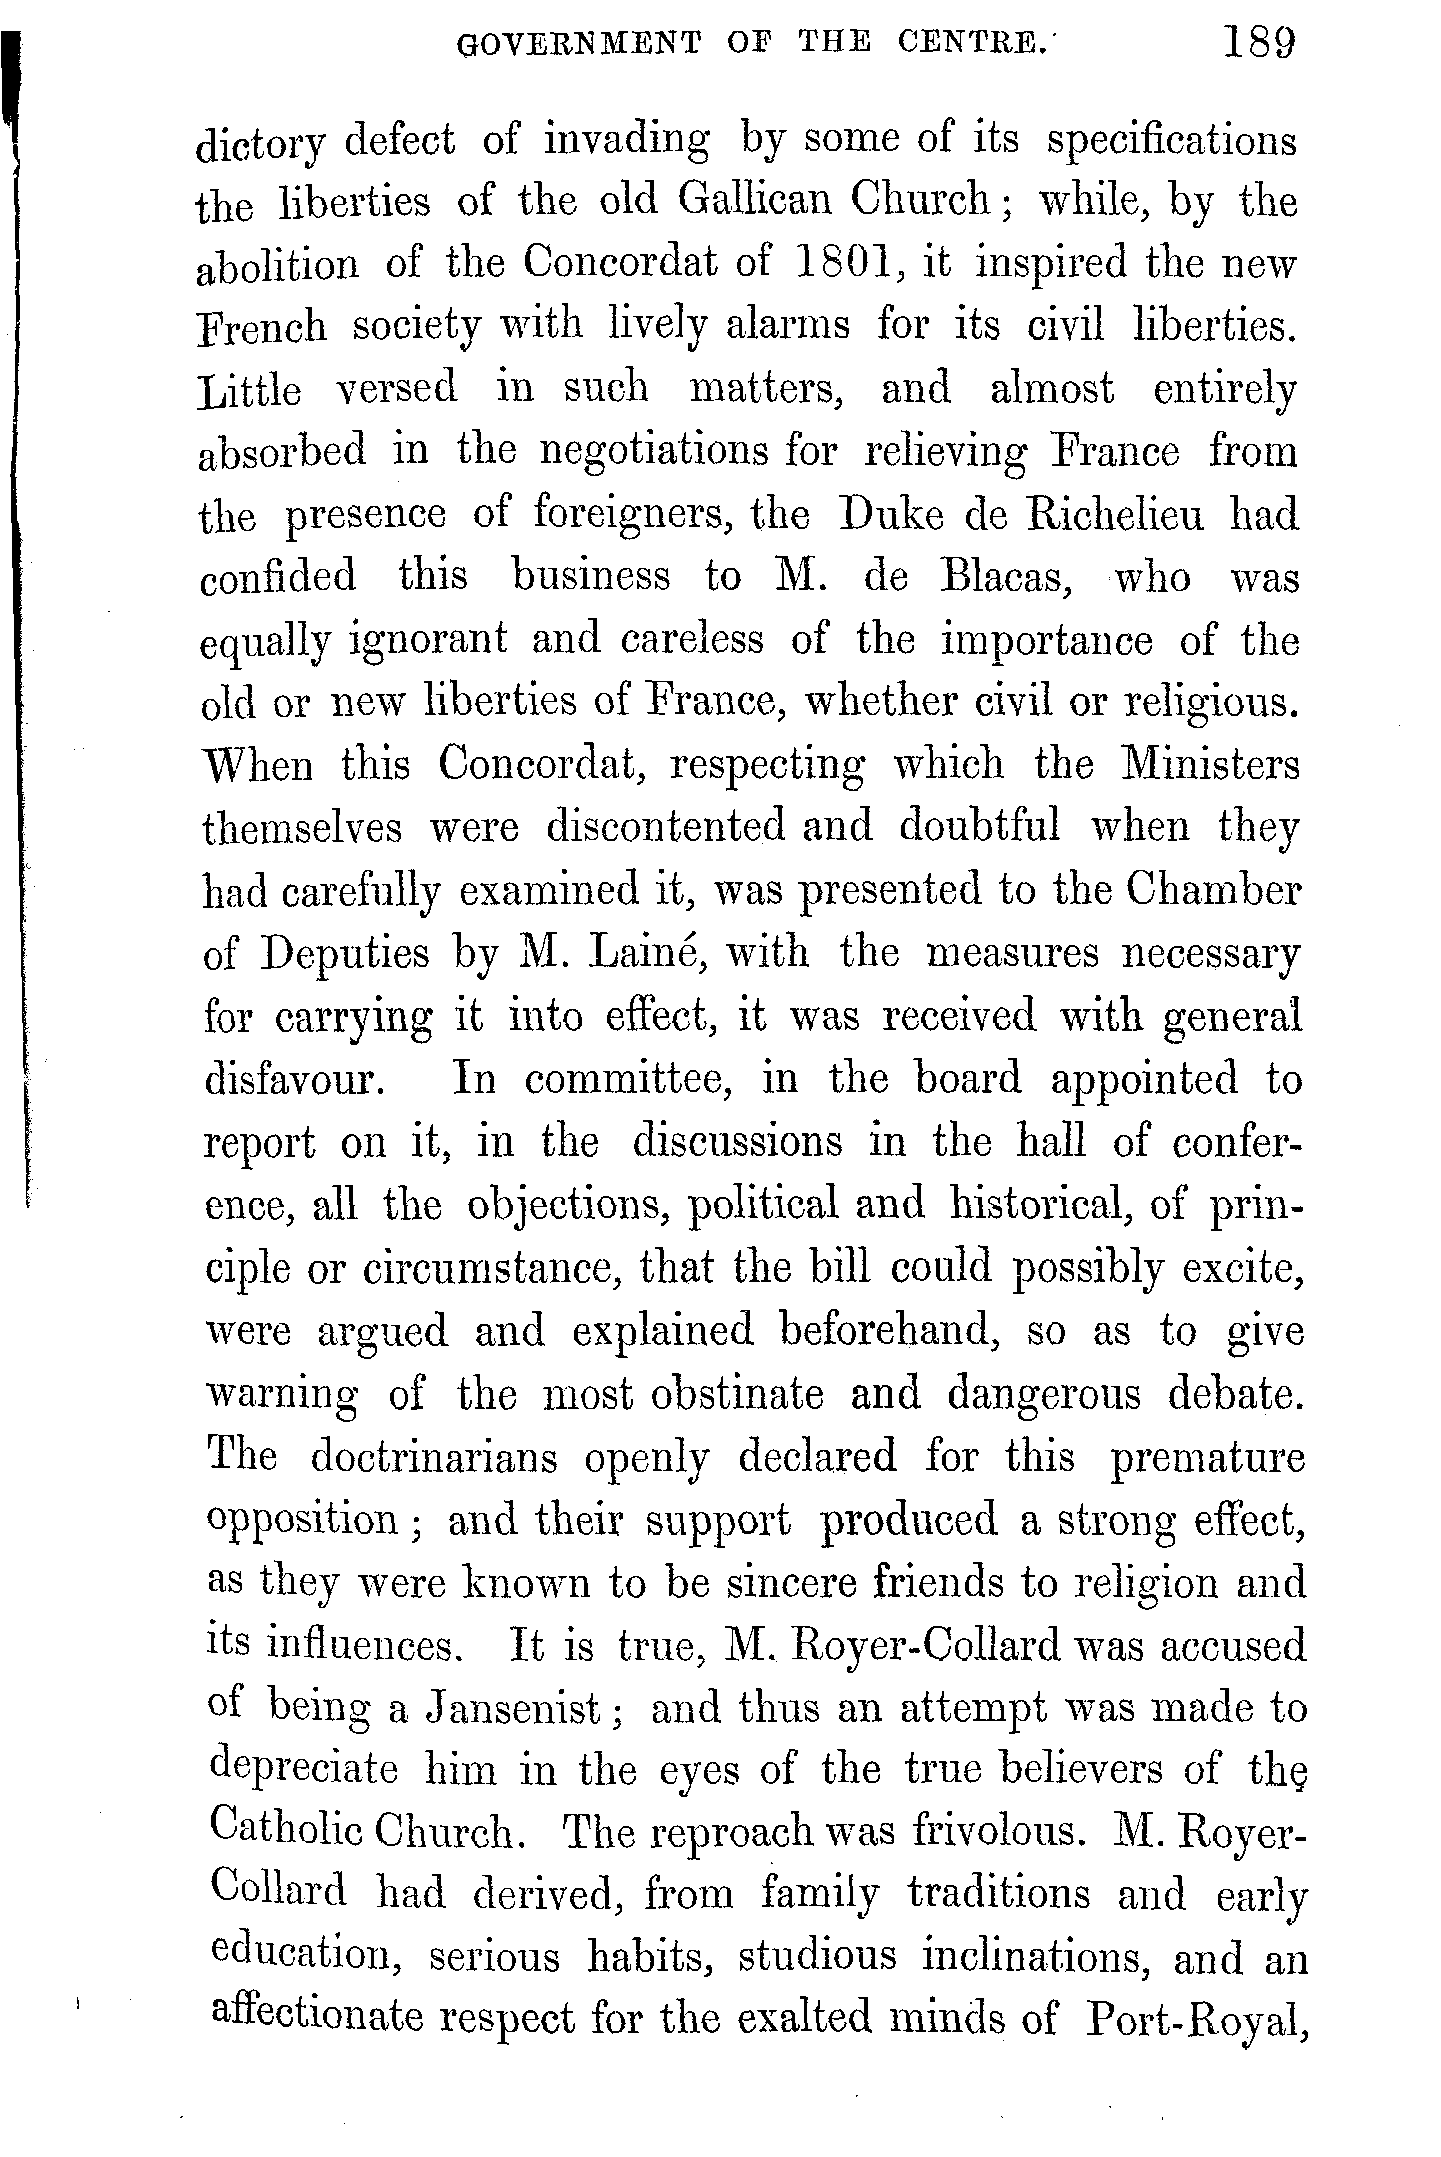 GOVERNMENT OF THE CENTRE. 189
dictory defect of invading by some of its specifications
the liberties of the old Gallican Church; while, by the
abolition of the Concordat of 1801, it inspired the new
French society with lively alarms for its civil liberties.
Little versed in such matters, and almost entirely
absorbed in the negotiations for relieving France from
the presence of foreigners, the Duke de Richelieu had
confided this business to M. de Blacas, who was
equally ignorant and careless of the importance of the
old or new liberties of France, whether civil or religious.
When this Concordat, respecting which the Ministers
themselves were discontented and doubtful when they
had carefully examined it, was presented to the Chamber
of Deputies by M. Lainé, with the measures necessary
for carrying it into effect, it was received with general
disfavour. In committee, in the board appointed to
report on it, in the discussions in the hall of confer-
ence, all the objections, political and historical, of prin-
ciple or circumstance, that the bill could possibly excite,
were argued and explained beforehand, so as to give
warning of the most obstinate and dangerous debate.
The doctrinarians openly declared for this premature
opposition; and their support produced a strong effect,
as they were known to be sincere friends to religion and
its influences. It is true, M. Royer-Collard was accused
of being a Jansenist; and thus an attempt was made to
depreciate him in the eyes of the true believers of the
Catholic Church. The reproach was frivolous. M. Royer-
Collard had derived, from family traditions and early
education, serious habits, studious inclinations, and an
affectionate respect for the exalted minds of Port-Royal,